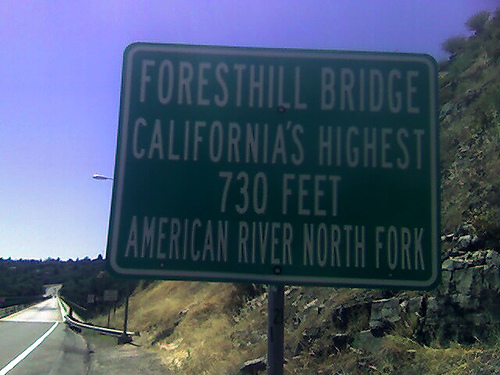 FORESTHILL BRIDGE
CALIFORNIA'S HIGHEST
730 FEET
AMERICAN RIVER NORTH FORK